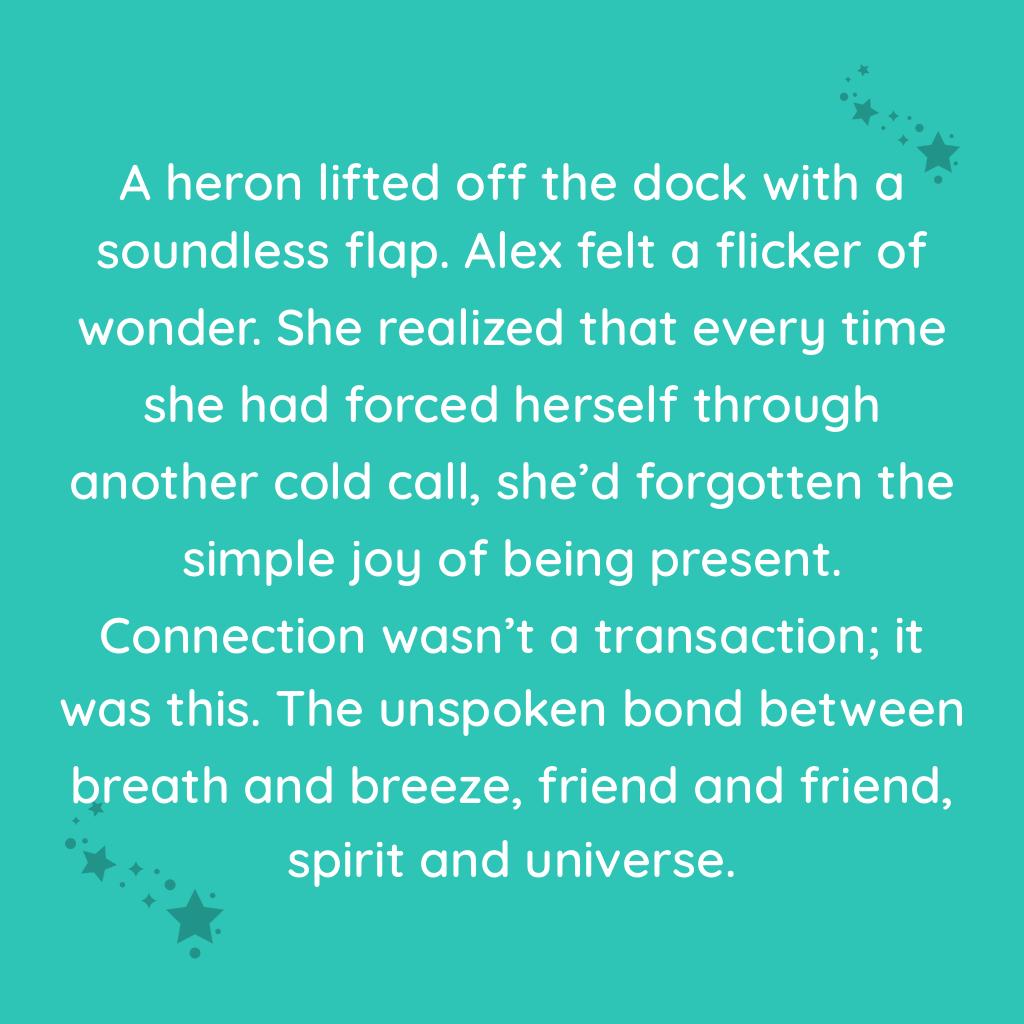 A heron lifted off the dock with a
soundless flap. Alex felt a flicker of
wonder. She realized that every time
she had forced herself through
another cold call, she’d forgotten the
simple joy of being present.
Connection wasn’t a transaction; it
was this. The unspoken bond between
breath and breeze, friend and friend,
spirit and universe.